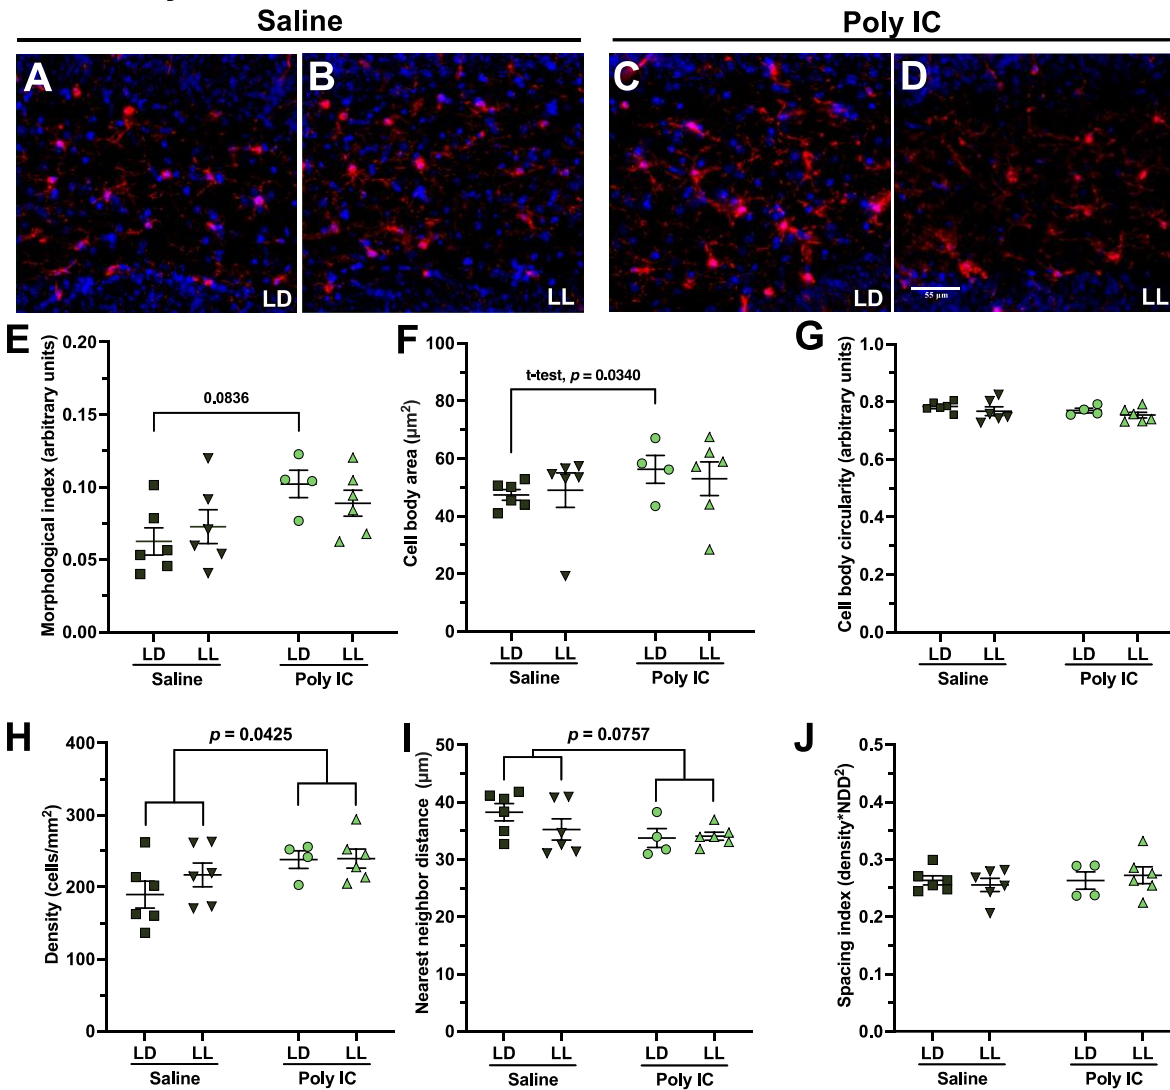 Saline
Poly IC
A
B
C
D
LD
LL
LD
55 µm
LL
E
Morphological index (arbitrary units)
0.20
0.15
0.10
0.05
0.00
0.0836
LD
LL
LD
LL
Saline
Poly IC
F
Cell body area (µm²)
100
80
60
40
20
0
t-test, p = 0.0340
LD
LL
LD
LL
Saline
Poly IC
G
Cell body circularity (arbitrary units)
1.0
0.8
0.6
0.4
0.2
0.0
LD
LL
LD
LL
Saline
Poly IC
H
Density (cells/mm²)
400
300
200
100
0
p = 0.0425
LD
LL
LD
LL
Saline
Poly IC
I
Nearest neighbor distance (µm)
50
40
30
20
10
0
p = 0.0757
LD
LL
LD
LL
Saline
Poly IC
J
Spacing index (density*NDD²)
0.5
0.4
0.3
0.2
0.1
0.0
LD
LL
LD
LL
Saline
Poly IC